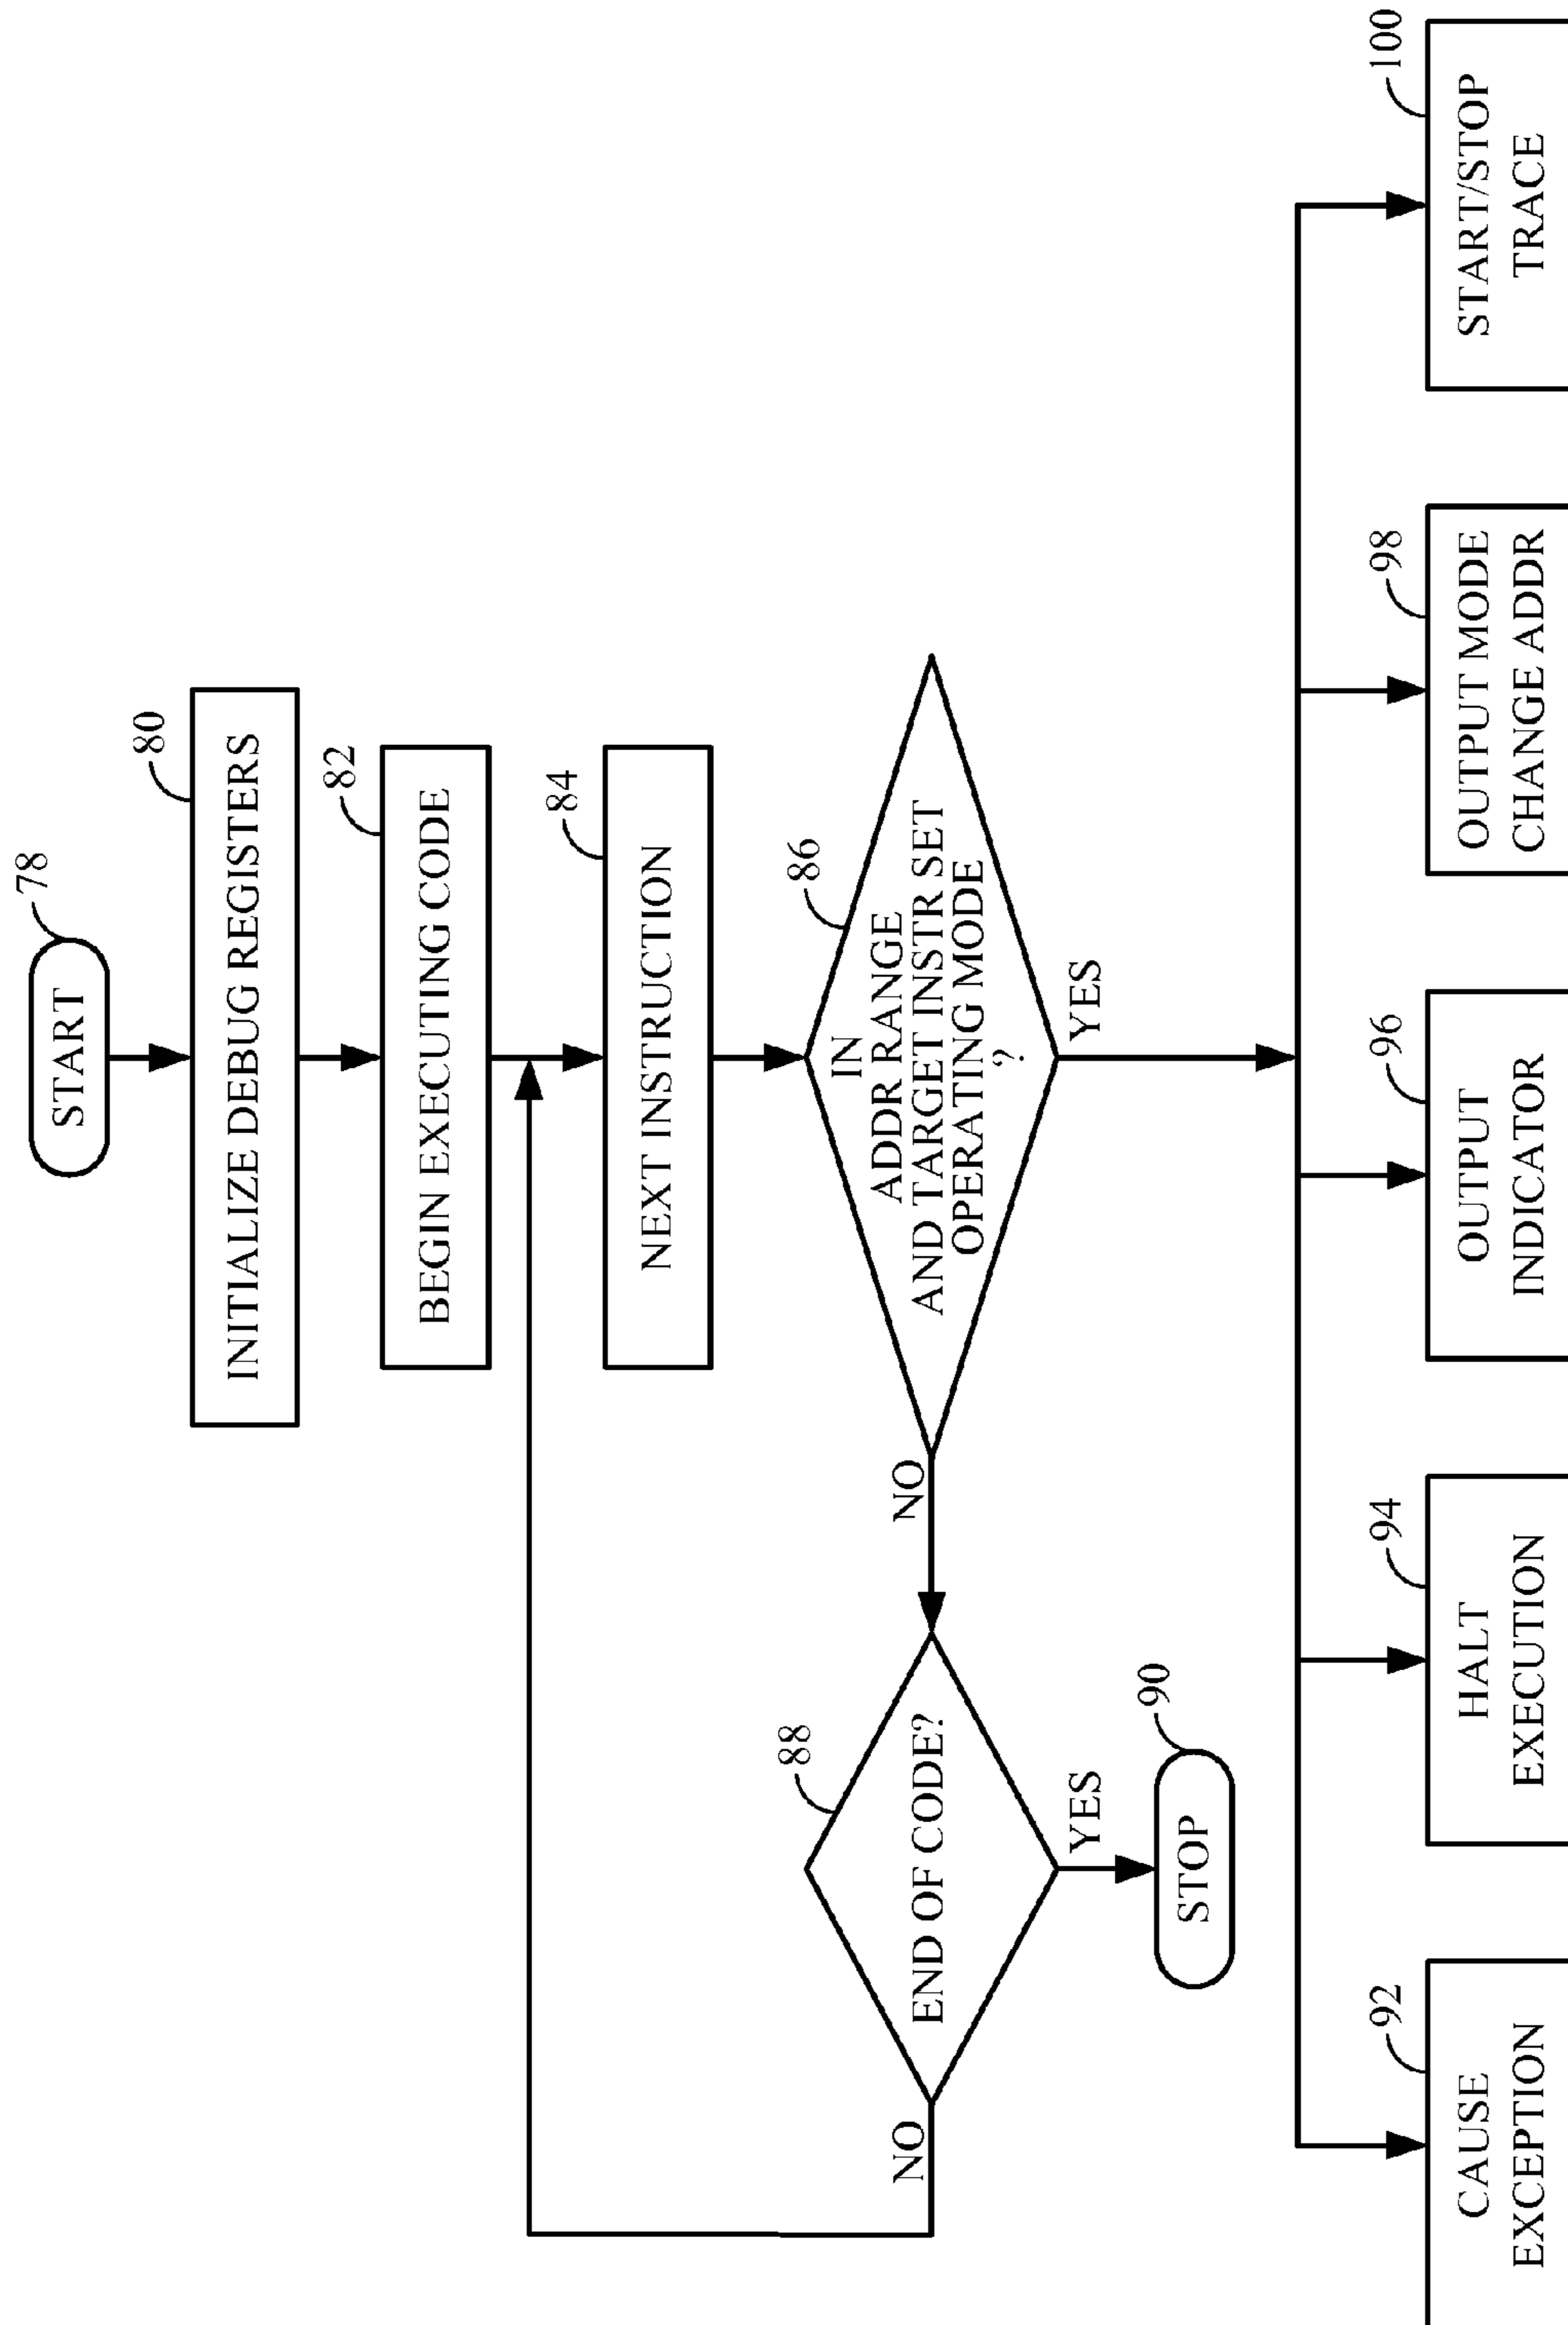 START
78
INITIALIZE DEBUG REGISTERS
80
BEGIN EXECUTING CODE
82
NEXT INSTRUCTION
84
IN
ADDR RANGE
AND TARGET INSTR SET
OPERATING MODE
?
86
NO
YES
END OF CODE?
88
NO
YES
STOP
90
CAUSE
EXCEPTION
92
HALT
EXECUTION
94
OUTPUT
INDICATOR
96
OUTPUT MODE
CHANGE ADDR
98
START/STOP
TRACE
100